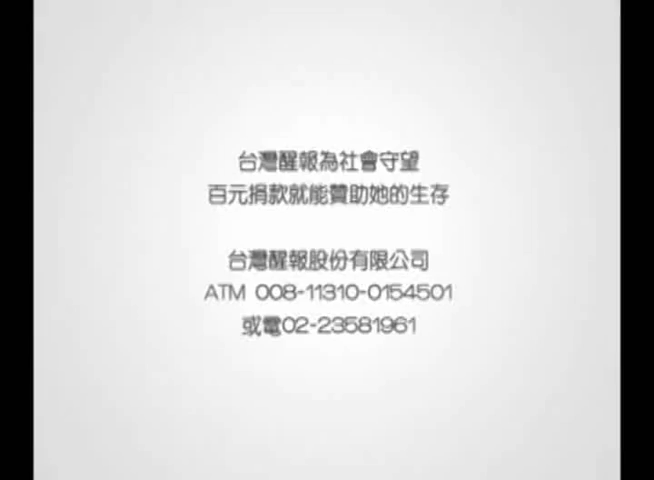 台灣醒報為社會守望
百元捐款就能贊助她的生存
台灣醒報股份有限公司
ATM 008-11310-0154501
或電02-23581961